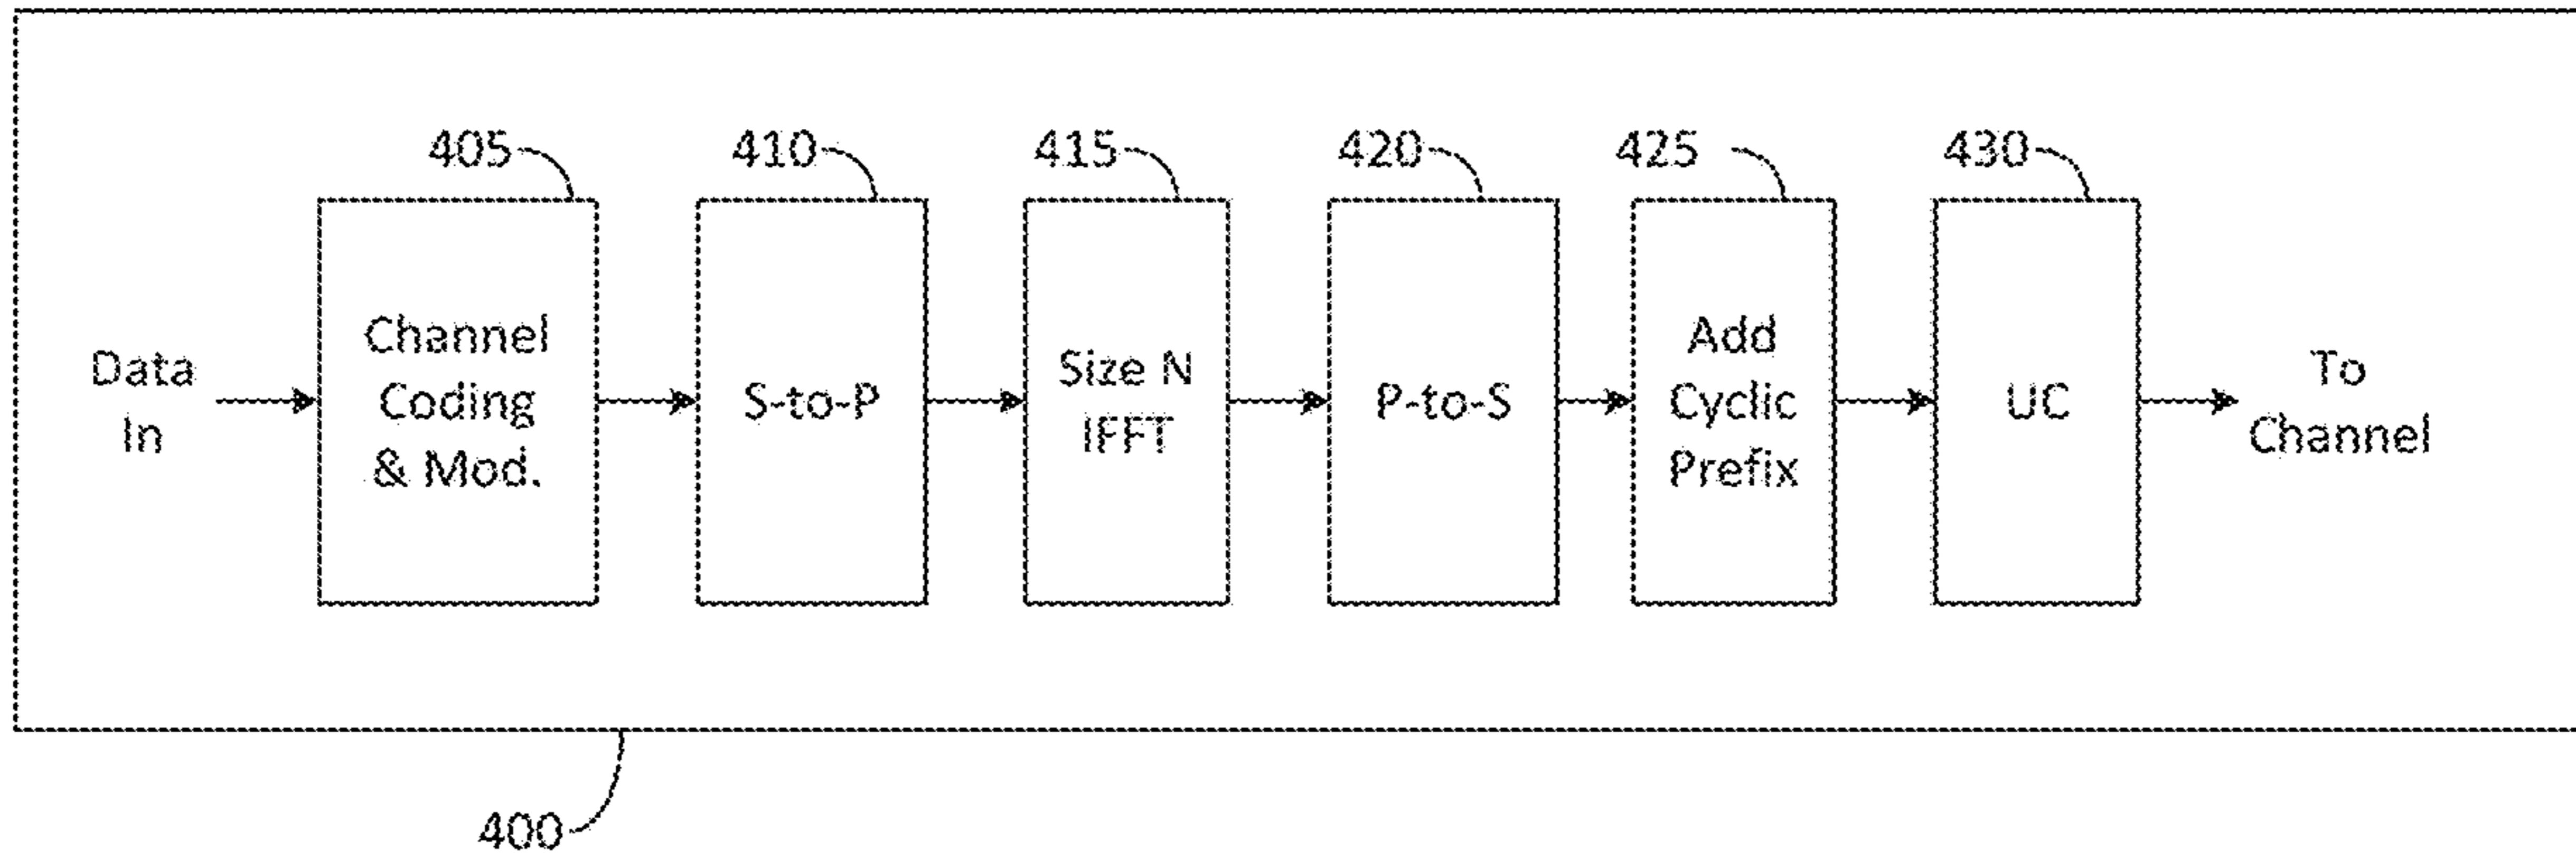 405
410
415
420
425
430
Data
In
Channel
Coding
& Mod.
S-to-P
Size N
IFFT
P-to-S
Add
Cyclic
Prefix
UC
To
Channel
400